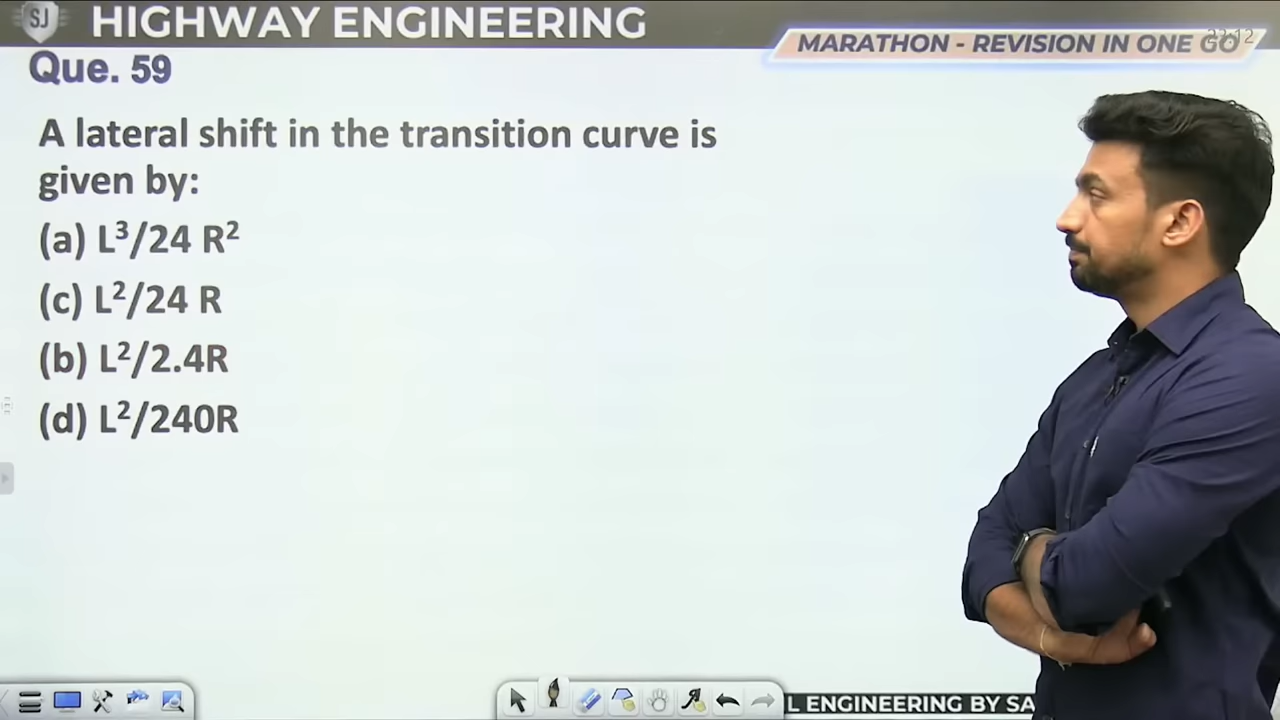 SJ
HIGHWAY ENGINEERING
MARATHON - REVISION IN ONE GO
Que. 59
A lateral shift in the transition curve is
given by:
(a) L³/24 R²
(c) L²/24 R
(b) L²/2.4R
(d) L²/240R
L ENGINEERING BY SA